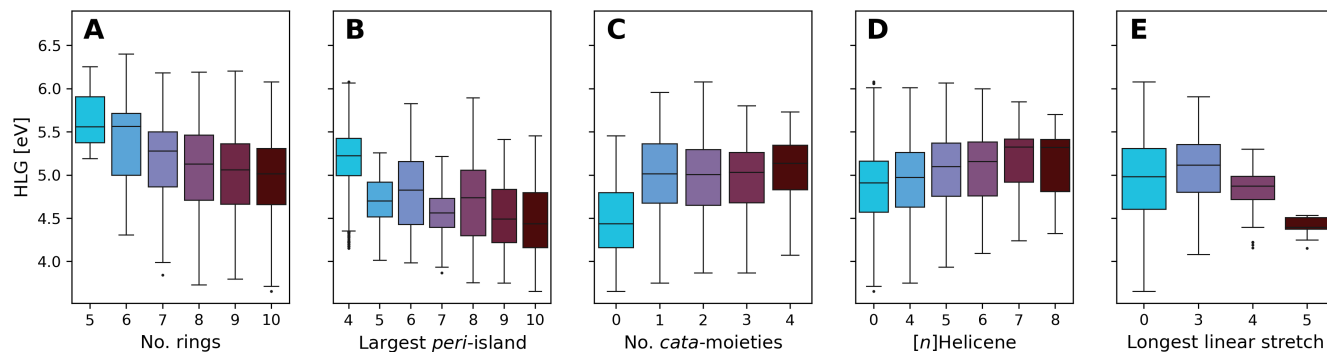 A B C D E
HLG [eV]
6.5
6.0
5.5
5.0
4.5
4.0
5 6 7 8 9 10
4 5 6 7 8 9 10
0 1 2 3 4
0 4 5 6 7 8
0 3 4 5
No. rings
Largest peri-island
No. cata-moieties
[n]Helicene
Longest linear stretch